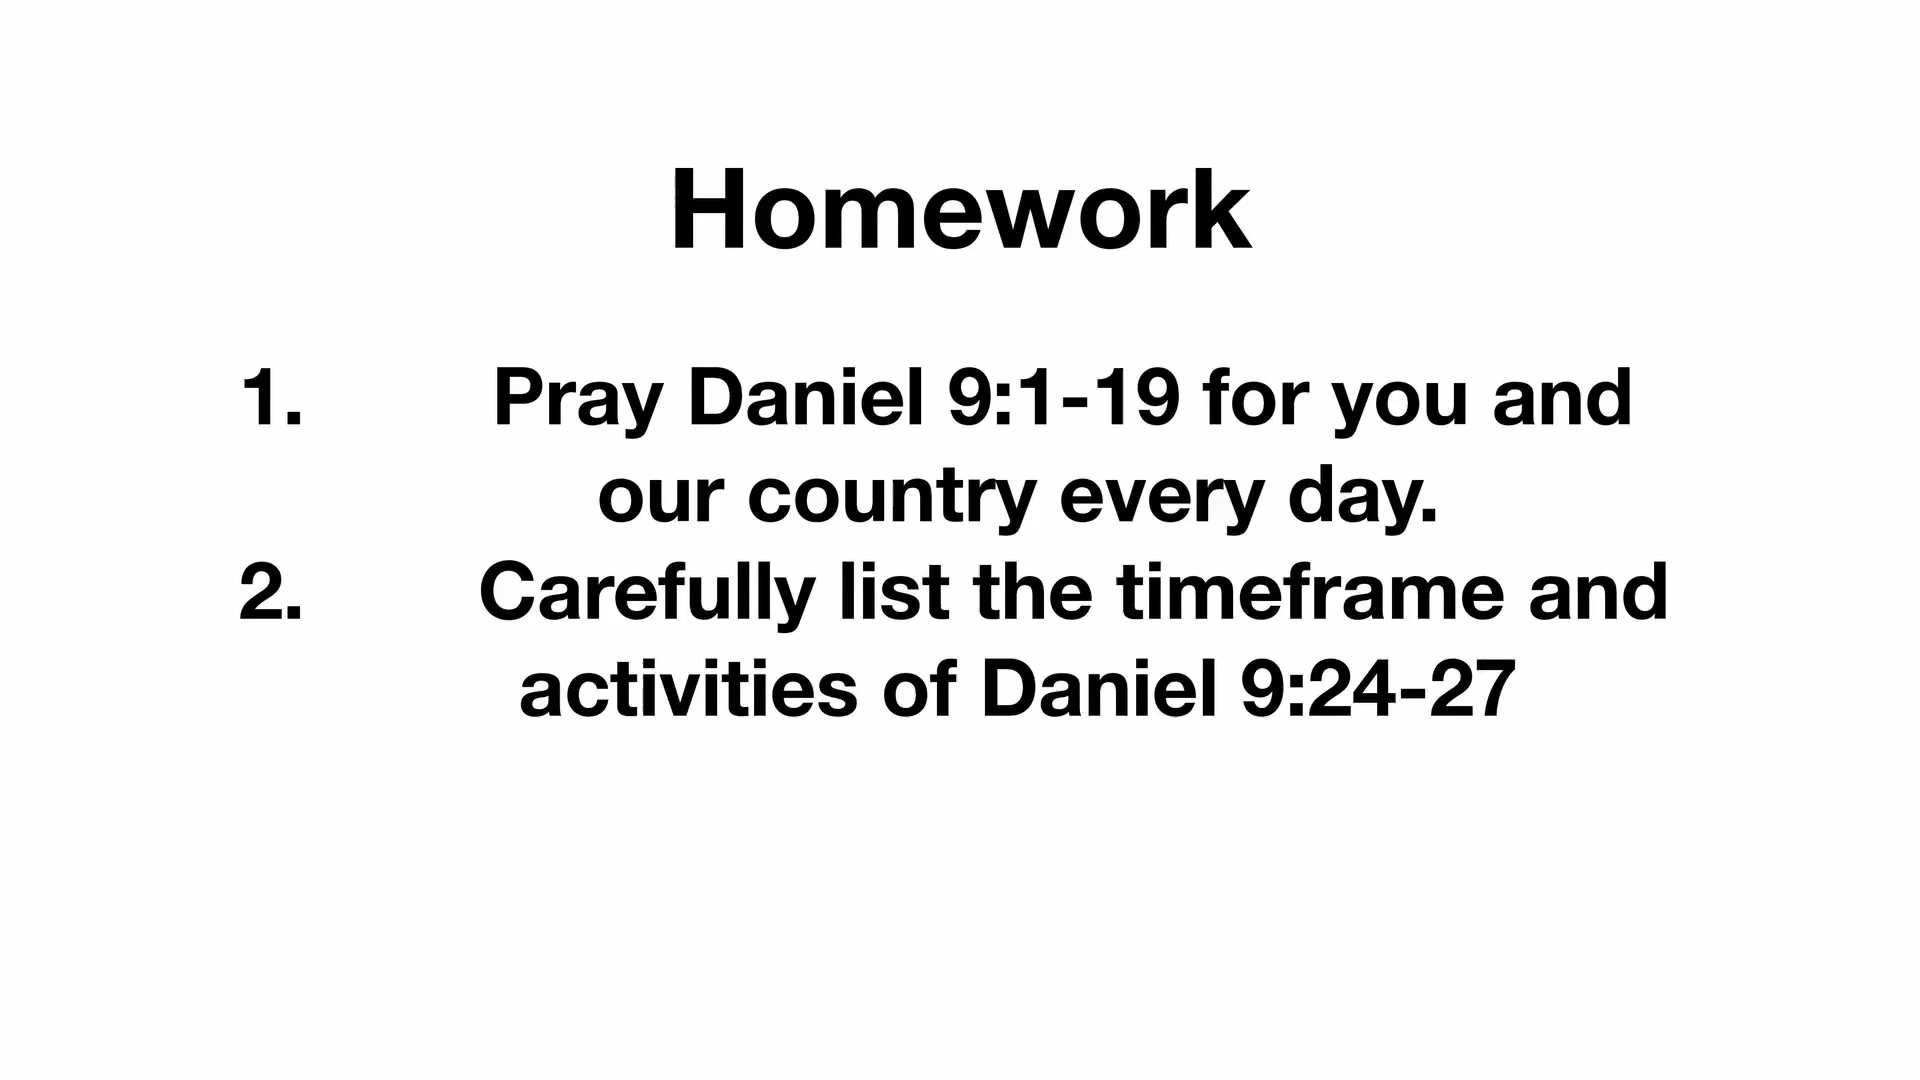 Homework
1. Pray Daniel 9:1-19 for you and
our country every day.
2. Carefully list the timeframe and
activities of Daniel 9:24-27